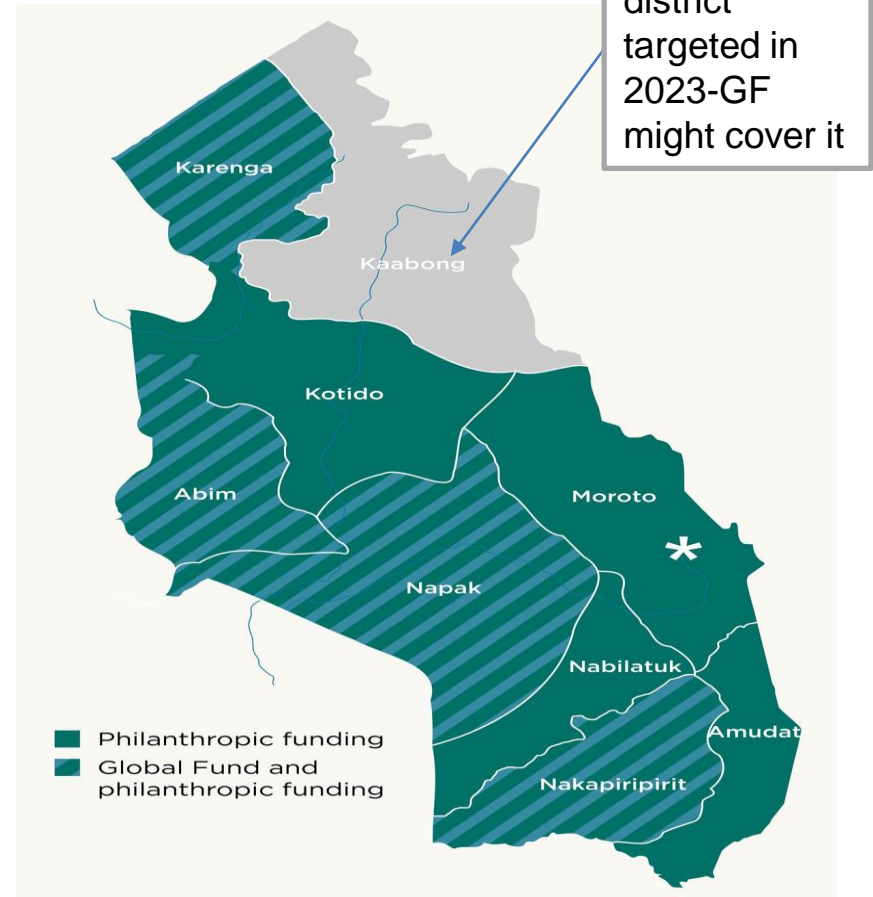 district
targeted in
2023-GF
might cover it
Karenga
Kaabong
Kotido
Abim
Moroto
*
Napak
Nabilatuk
Amudat
Nakapiripirit
Philanthropic funding
Global Fund and
philanthropic funding